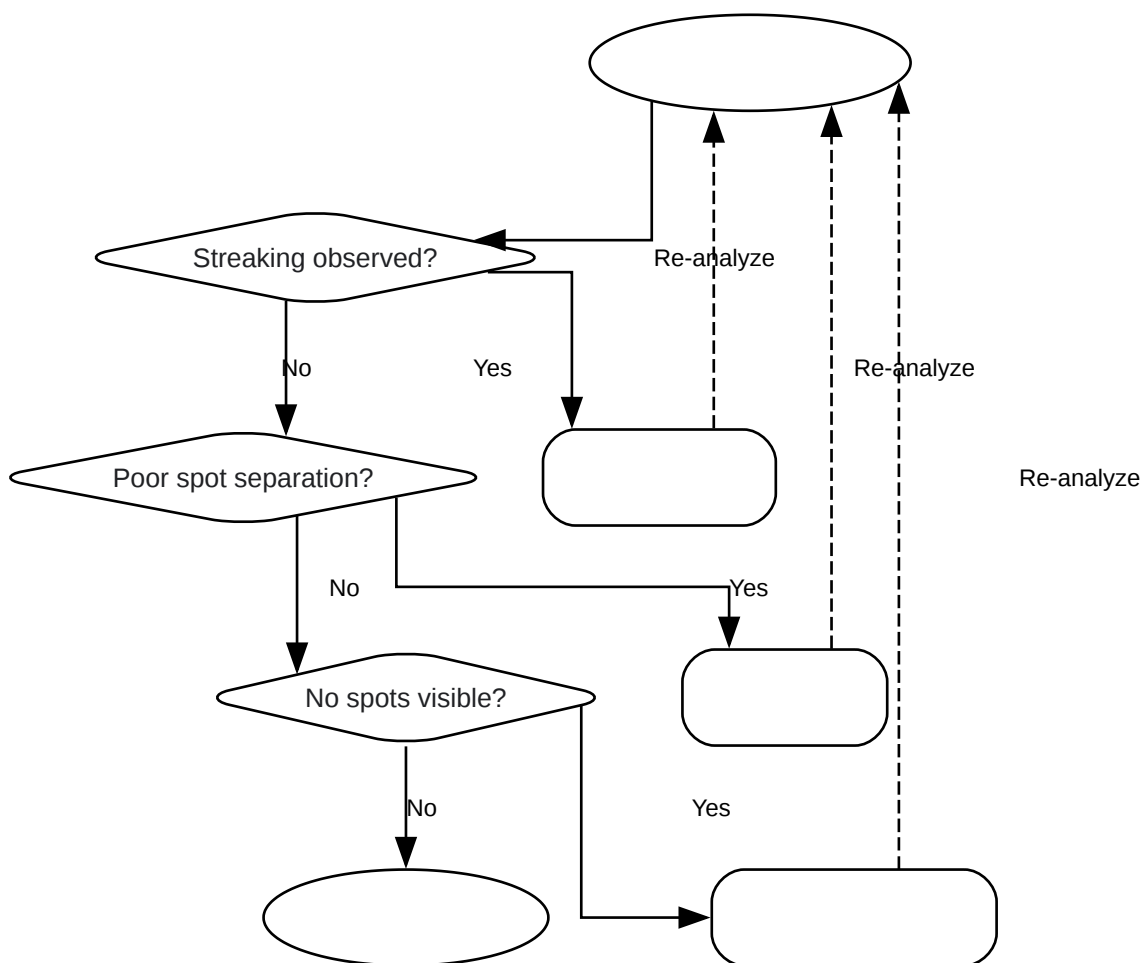 Streaking observed?
Re-analyze
No
Yes
Re-analyze
Poor spot separation?
Re-analyze
No
Yes
No spots visible?
No
Yes